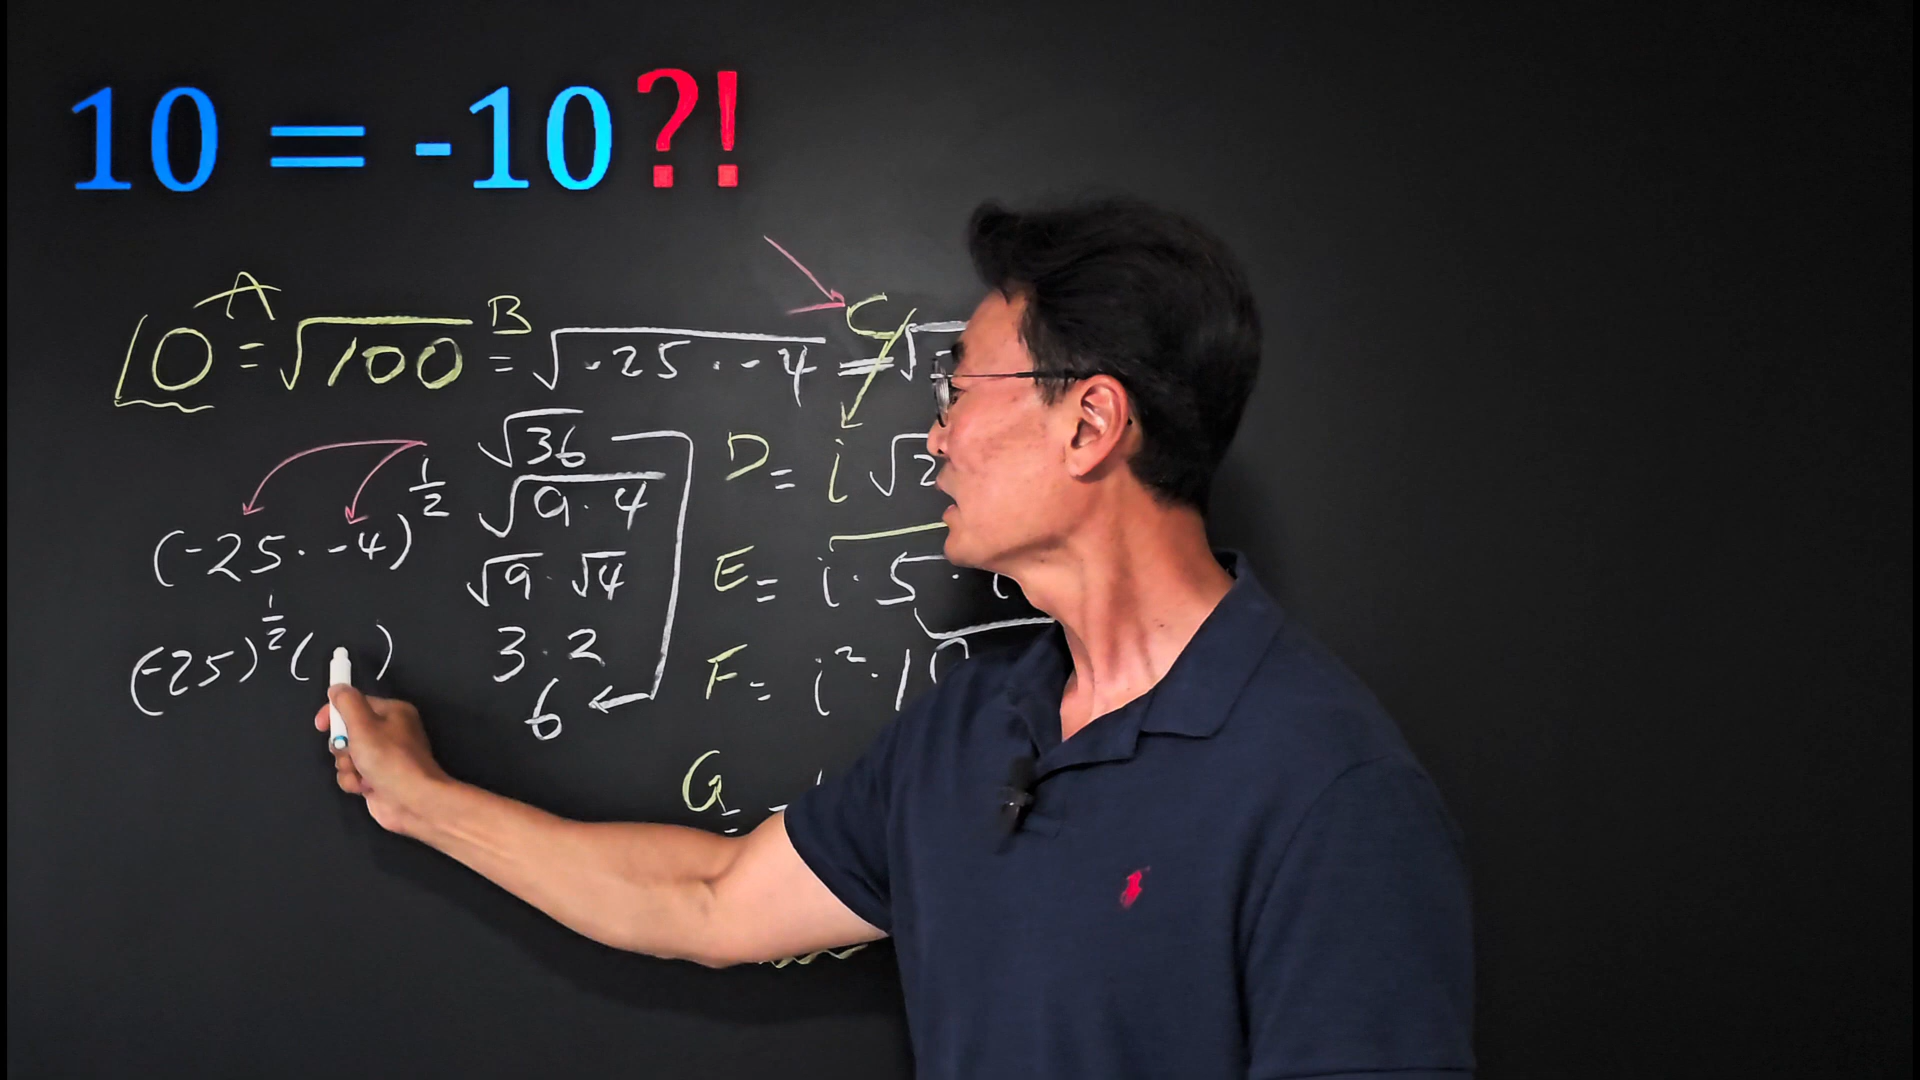 10 = -10?!
A B C
10 = √100 = √-25 · -4 = √-
(-25 · -4)^½
(-25)^½ ( )
√36
√9 · 4
√9 · √4
3 · 2
6
D = i √2
E = i · 5 · i
F = i² · 10
G = -